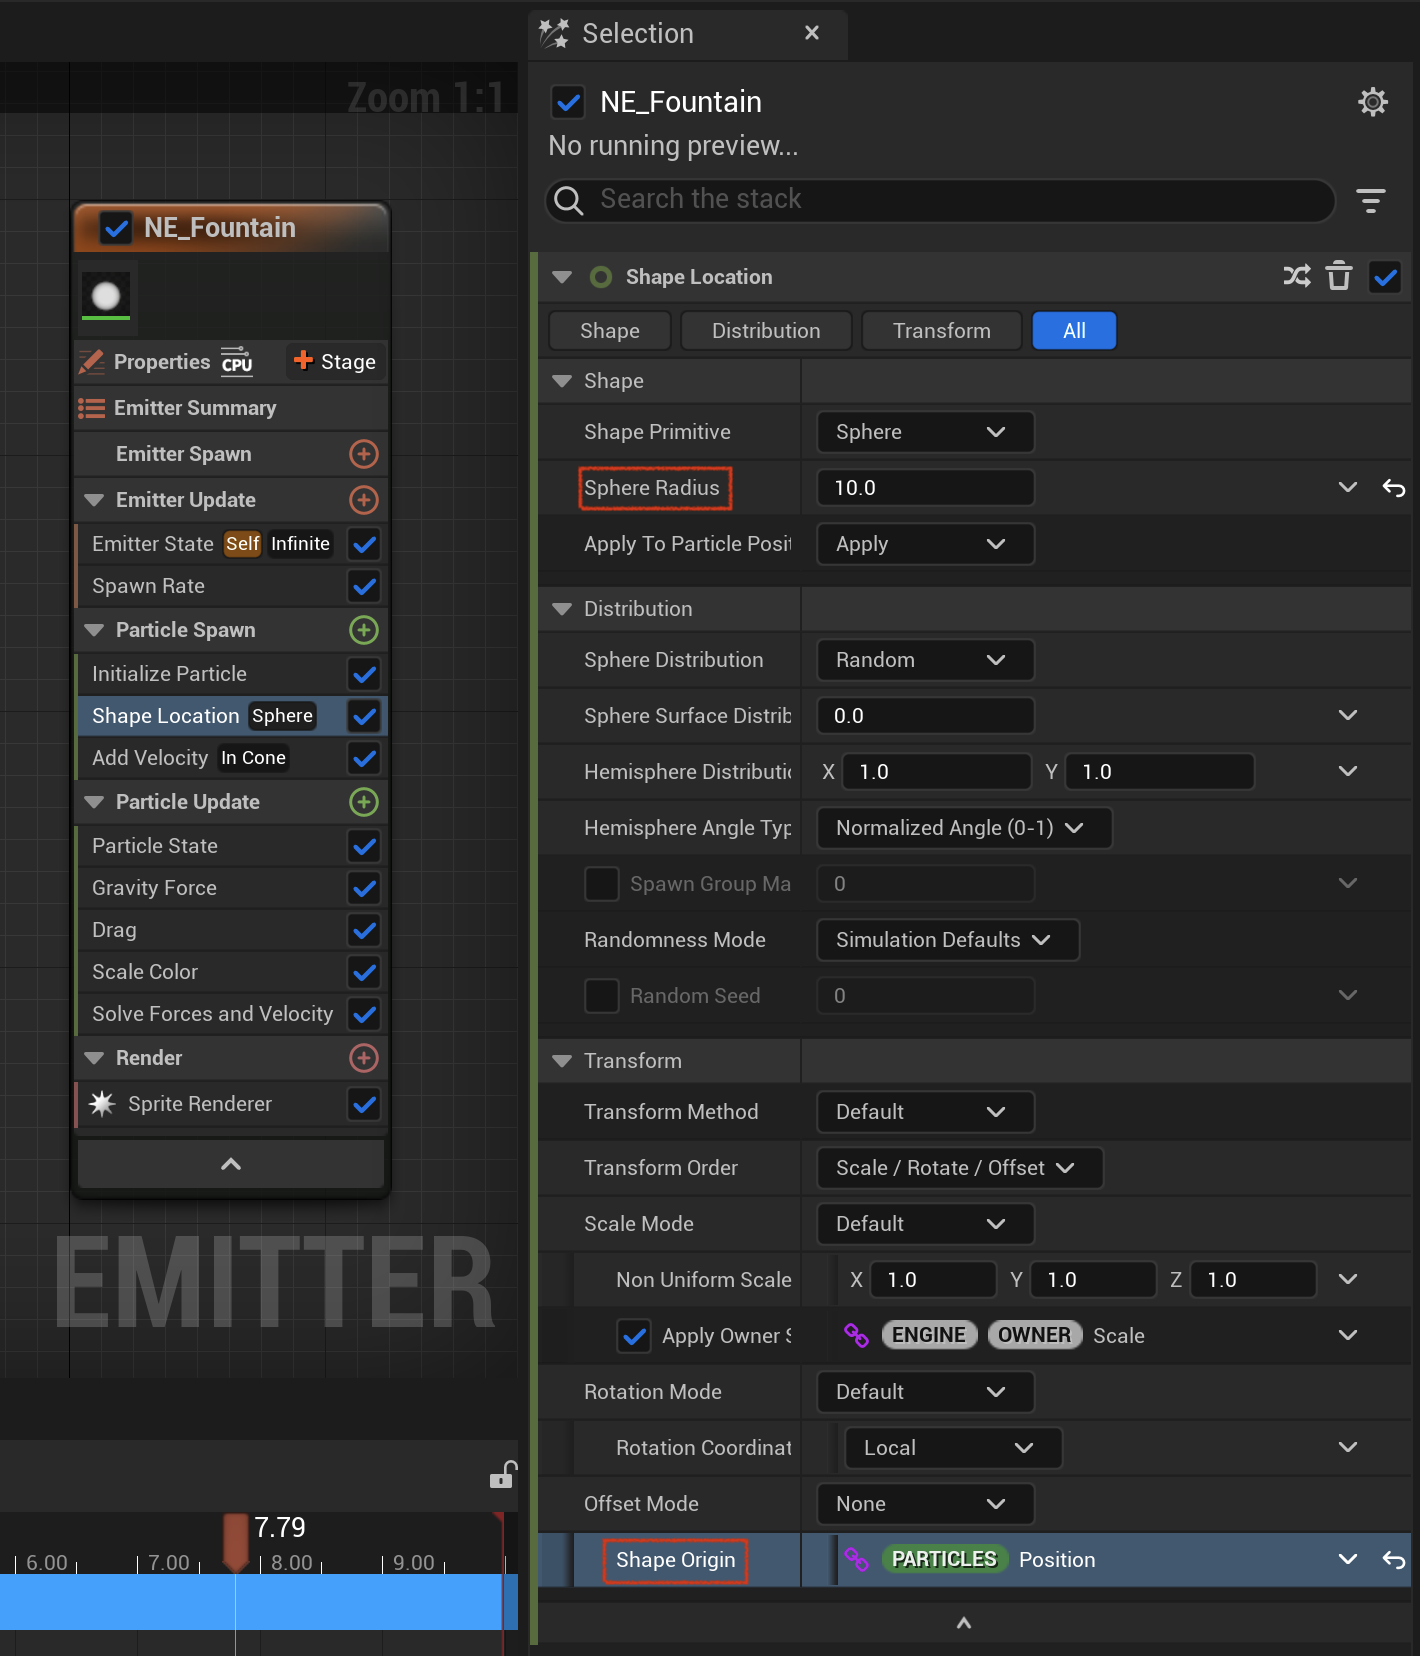 Zoom 1:1
NE_Fountain
Properties CPU Stage
Emitter Summary
Emitter Spawn
Emitter Update
Emitter State Self Infinite
Spawn Rate
Particle Spawn
Initialize Particle
Shape Location Sphere
Add Velocity In Cone
Particle Update
Particle State
Gravity Force
Drag
Scale Color
Solve Forces and Velocity
Render
Sprite Renderer
EMITTER
7.79
6.00 7.00 8.00 9.00
Selection
NE_Fountain
No running preview...
Search the stack
Shape Location
Shape Distribution Transform All
Shape
Shape Primitive Sphere
Sphere Radius 10.0
Apply To Particle Posit Apply
Distribution
Sphere Distribution Random
Sphere Surface Distrib 0.0
Hemisphere Distributic X 1.0 Y 1.0
Hemisphere Angle Typ Normalized Angle (0-1)
Spawn Group Ma 0
Randomness Mode Simulation Defaults
Random Seed 0
Transform
Transform Method Default
Transform Order Scale / Rotate / Offset
Scale Mode Default
Non Uniform Scale X 1.0 Y 1.0 Z 1.0
Apply Owner S ENGINE OWNER Scale
Rotation Mode Default
Rotation Coordinat Local
Offset Mode None
Shape Origin PARTICLES Position